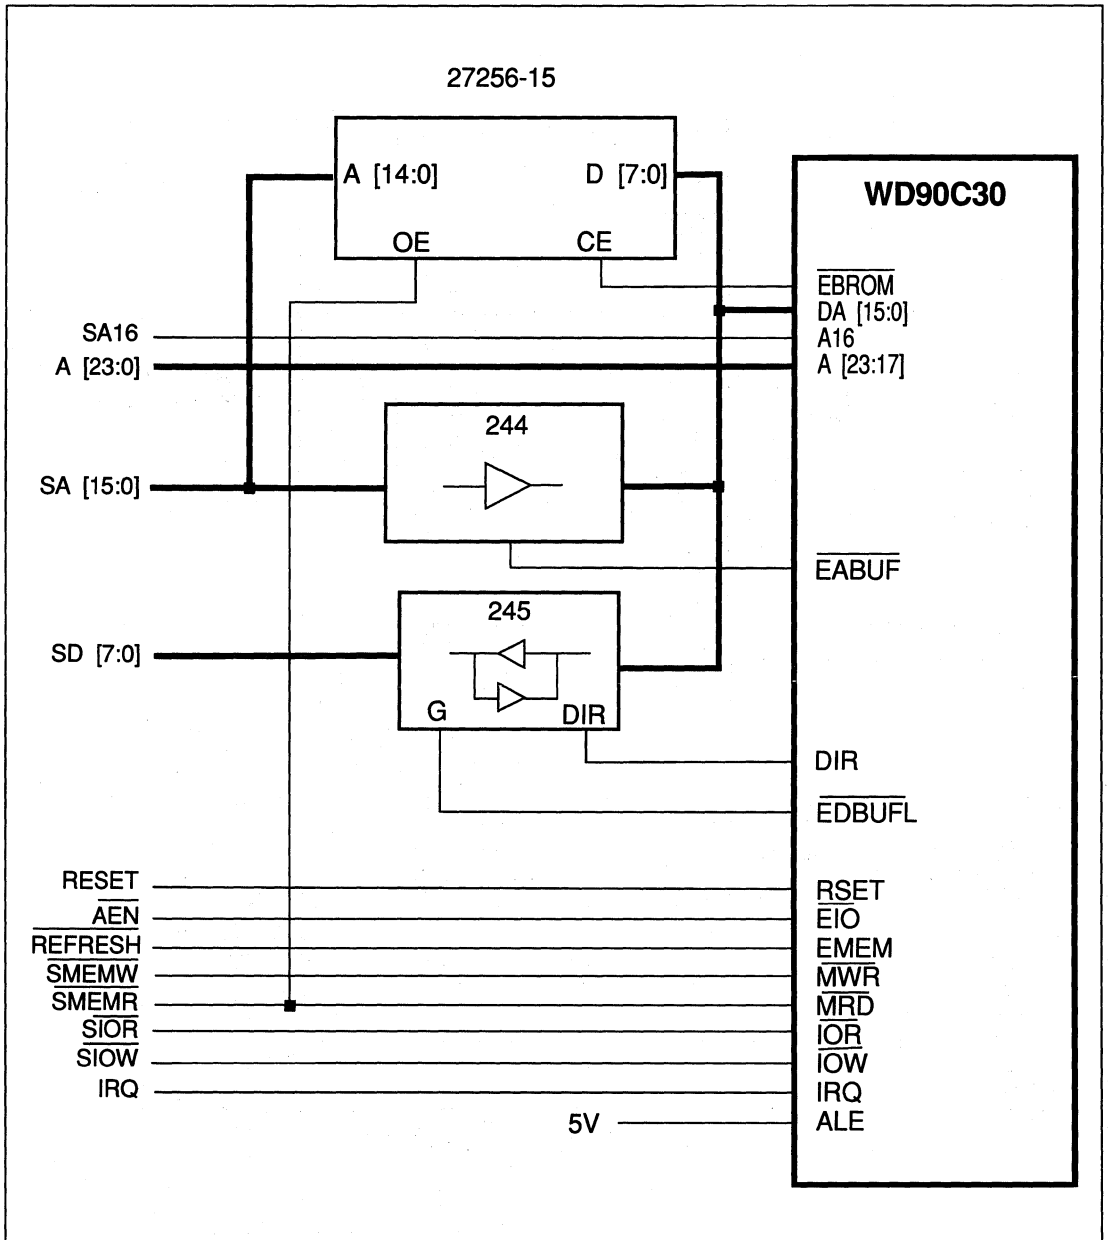 27256-15
A [14:0] D [7:0]
OE CE
WD90C30
EBROM
DA [15:0]
SA16 A16
A [23:0] A [23:17]
244
SA [15:0]
EABUF
245
SD [7:0]
G DIR
DIR
EDBUFL
RESET RSET
AEN EIO
REFRESH EMEM
SMEMW MWR
SMEMR MRD
SIOR IOR
SIOW IOW
IRQ IRQ
5V ALE